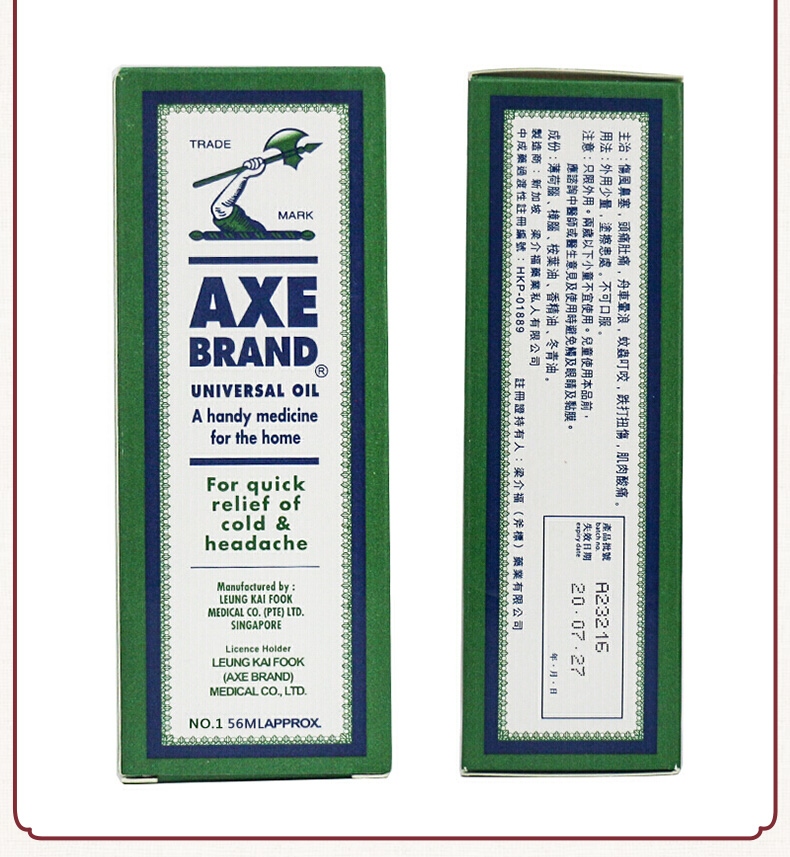 TRADE
MARK
AXE
BRAND®
UNIVERSAL OIL
A handy medicine
for the home
For quick
relief of
cold &
headache
Manufactured by :
LEUNG KAI FOOK
MEDICAL CO. (PTE) LTD.
SINGAPORE
Licence Holder
LEUNG KAI FOOK
(AXE BRAND)
MEDICAL CO., LTD.
NO.1 56ML APPROX.
主治：傷風鼻塞，頭痛肚痛，舟車暈浪，蚊蟲叮咬，跌打扭傷，肌肉酸痛。
用法：外用少量，塗擦患處。不可口服。
注意：只限外用。兩歲以下小童不宜使用。兒童使用本品前，
應諮詢中醫師或醫生意見及使用時避免觸及眼睛及黏膜。
成份：薄荷腦、樟腦、桉葉油、香精油、冬青油。
製造商：新加坡 梁介福藥業私人有限公司
中成藥過渡性註冊編號：HKP-01889 註冊證持有人：梁介福（斧標）藥業有限公司
產品批號
batch no. A23216
失效日期
expiry date 20·07·27
年·月·日